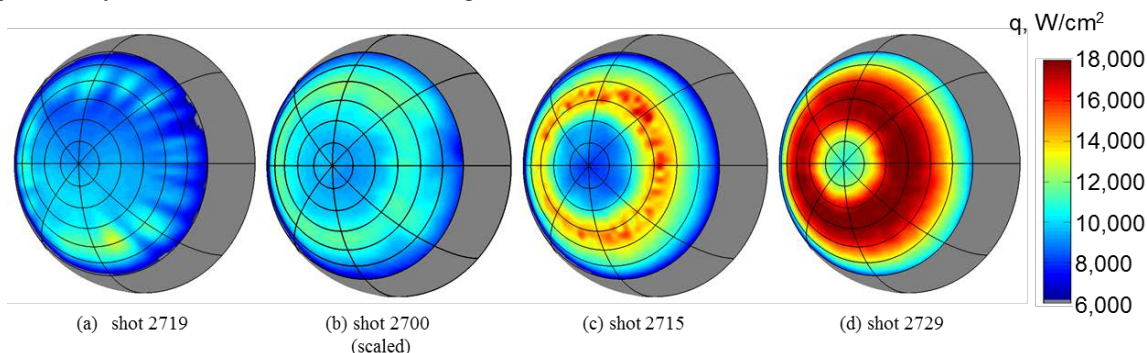 q, W/cm²
18,000
16,000
14,000
12,000
10,000
8,000
6,000
(a) shot 2719
(b) shot 2700
(scaled)
(c) shot 2715
(d) shot 2729